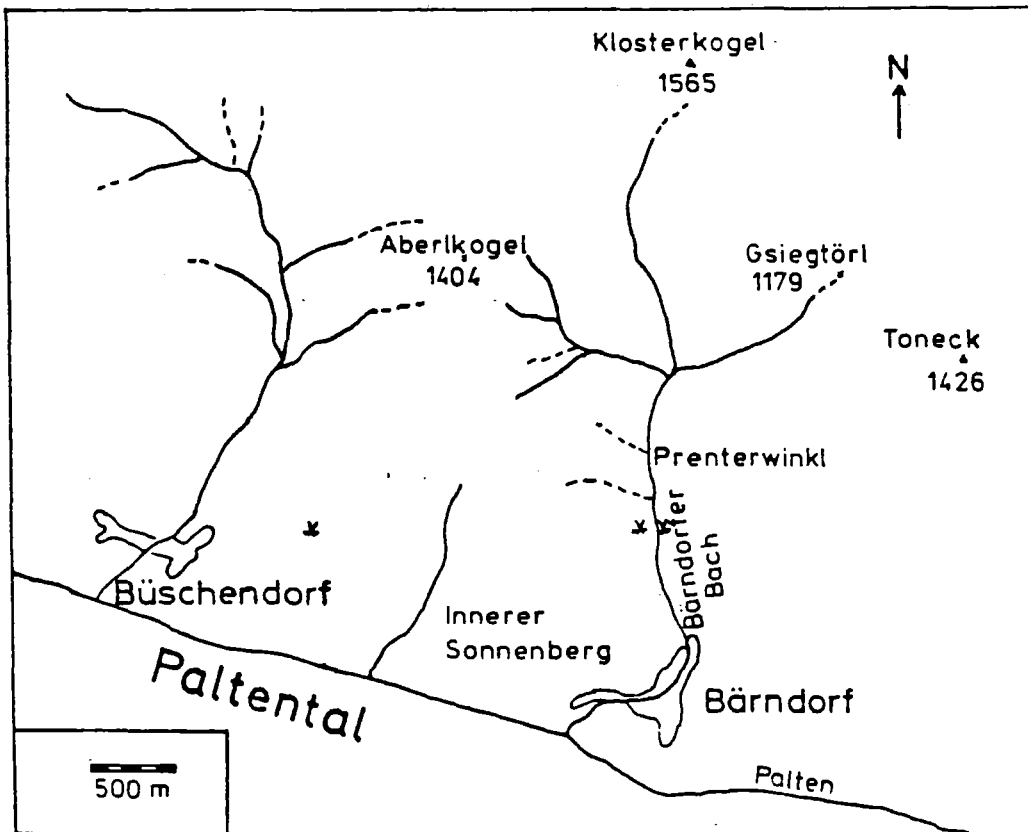 Klosterkogel
1565
N
Aberlkogel
1404
Gsiegtörl
1179
Toneck
1426
Prenterwinkl
Bärndorfer
Bach
Büschendorf
Innerer
Sonnenberg
Bärndorf
Paltental
Palten
500 m